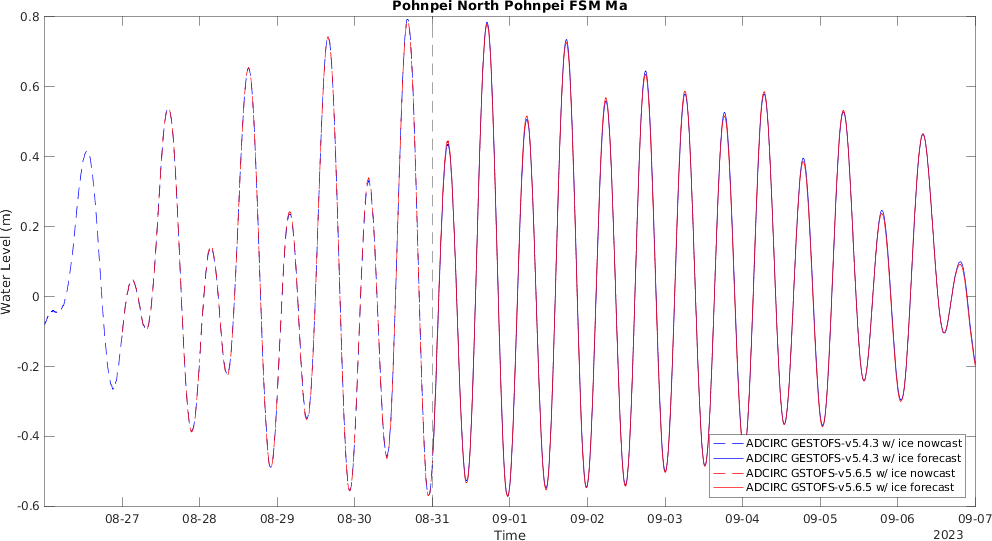 Pohnpei North Pohnpei FSM Ma
Water Level (m)
0.8
0.6
0.4
0.2
0
-0.2
-0.4
-0.6
ADCIRC GESTOFS-v5.4.3 w/ ice nowcast
ADCIRC GESTOFS-v5.4.3 w/ ice forecast
ADCIRC GSTOFS-v5.6.5 w/ ice nowcast
ADCIRC GSTOFS-v5.6.5 w/ ice forecast
08-27 08-28 08-29 08-30 08-31 09-01 09-02 09-03 09-04 09-05 09-06 09-07
Time
2023